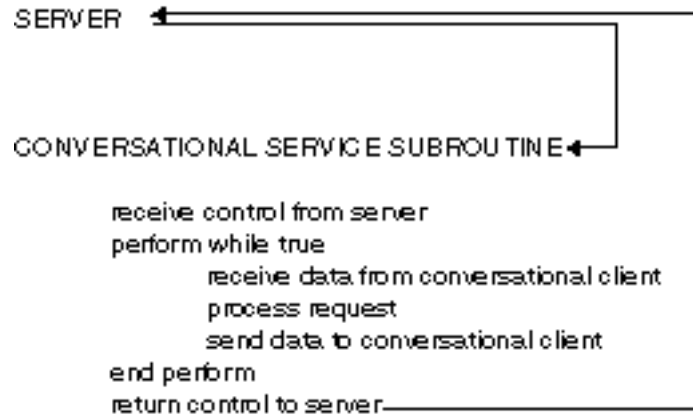 SERVER
CONVERSATIONAL SERVICE SUBROUTINE
receive control from server
perform while true
receive data from conversational client
process request
send data to conversational client
end perform
return control to server